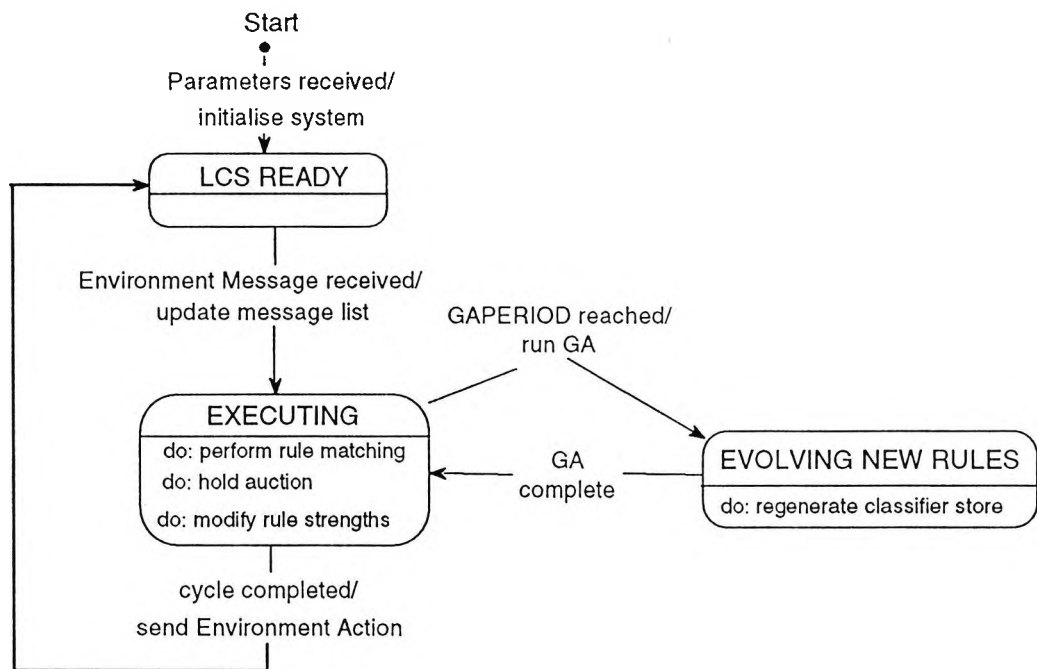 Start
Parameters received/
initialise system
LCS READY
Environment Message received/
update message list
GAPERIOD reached/
run GA
EXECUTING
do: perform rule matching
do: hold auction
do: modify rule strengths
GA
complete
EVOLVING NEW RULES
do: regenerate classifier store
cycle completed/
send Environment Action